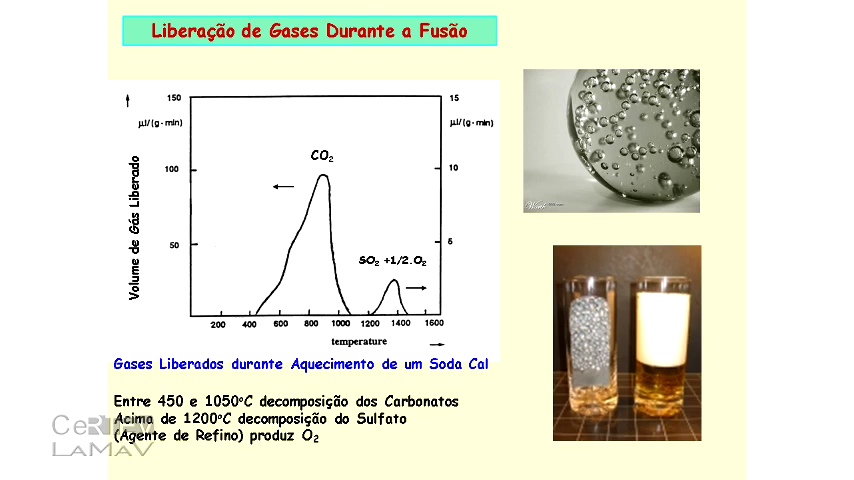 Liberação de Gases Durante a Fusão
150
15
µl/(g-min)
µl/(g-min)
CO₂
100
10
Volume de Gás Liberado
50
5
SO₂ +1/2.O₂
200 400 600 800 1000 1200 1400 1600
temperature
Gases Liberados durante Aquecimento de um Soda Cal
Entre 450 e 1050°C decomposição dos Carbonatos
Acima de 1200°C decomposição do Sulfato
(Agente de Refino) produz O₂
CeRTEV
LaMaV